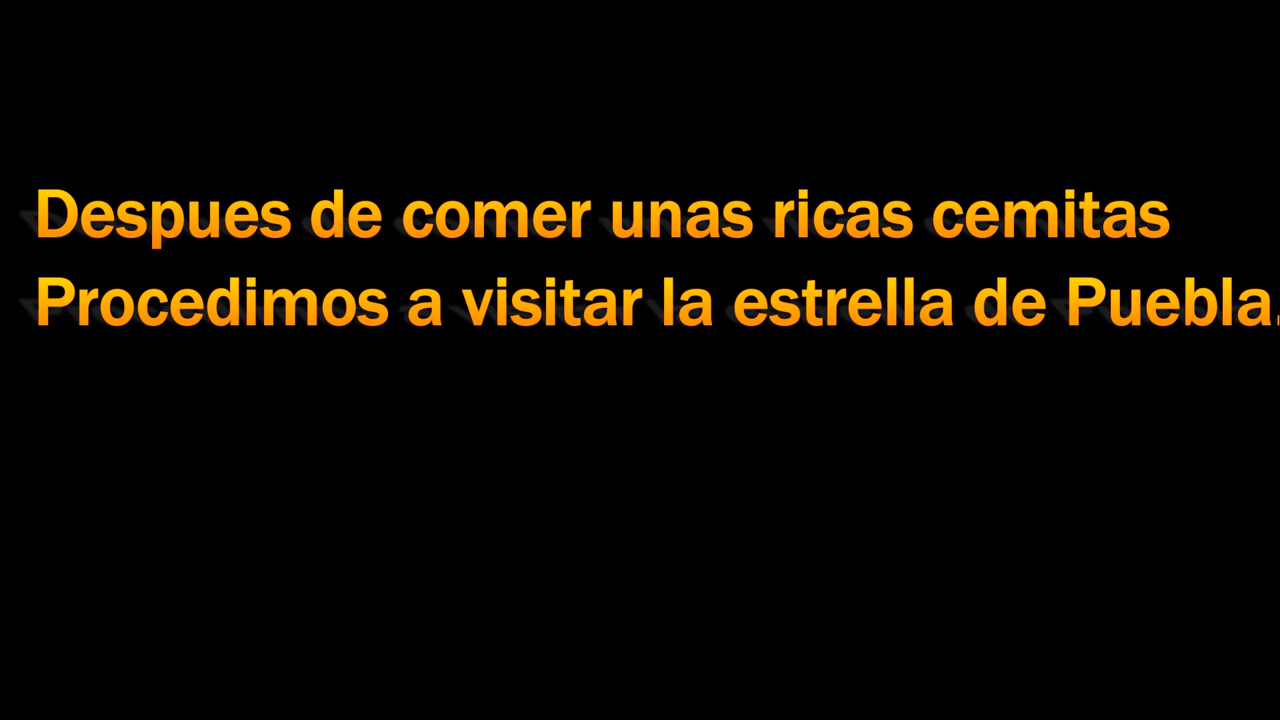 Despues de comer unas ricas cemitas
Procedimos a visitar la estrella de Puebla.